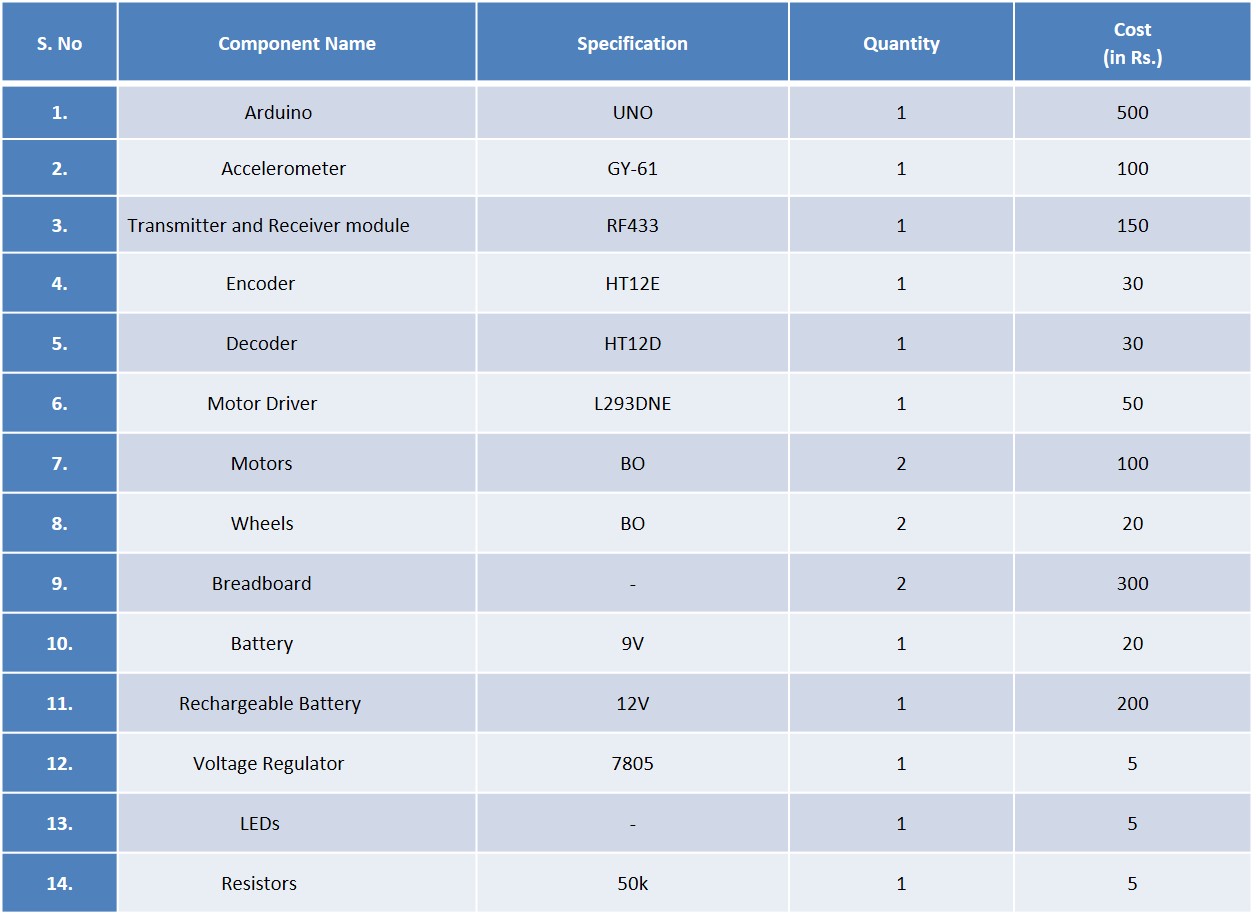 S. No Component Name Specification Quantity Cost
(in Rs.)
1. Arduino UNO 1 500
2. Accelerometer GY-61 1 100
3. Transmitter and Receiver module RF433 1 150
4. Encoder HT12E 1 30
5. Decoder HT12D 1 30
6. Motor Driver L293DNE 1 50
7. Motors BO 2 100
8. Wheels BO 2 20
9. Breadboard - 2 300
10. Battery 9V 1 20
11. Rechargeable Battery 12V 1 200
12. Voltage Regulator 7805 1 5
13. LEDs - 1 5
14. Resistors 50k 1 5